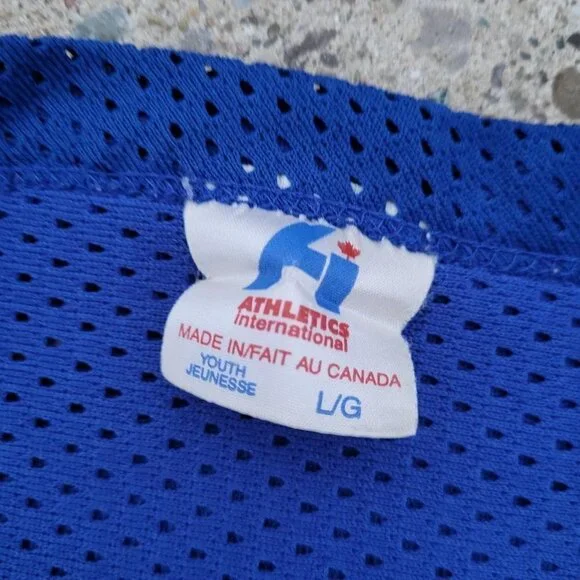 Ai
ATHLETICS
international
MADE IN/FAIT AU CANADA
YOUTH
JEUNESSE
L/G